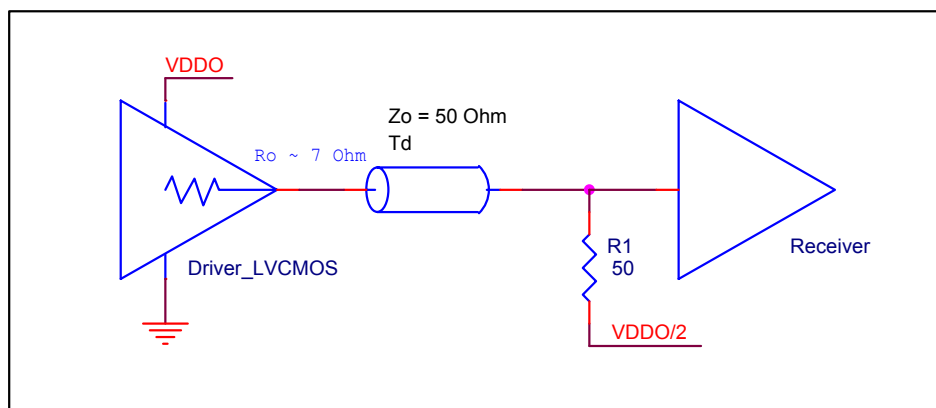 VDDO
Zo = 50 Ohm
Td
Ro ~ 7 Ohm
R1
50
Receiver
Driver_LVCMOS
VDDO/2